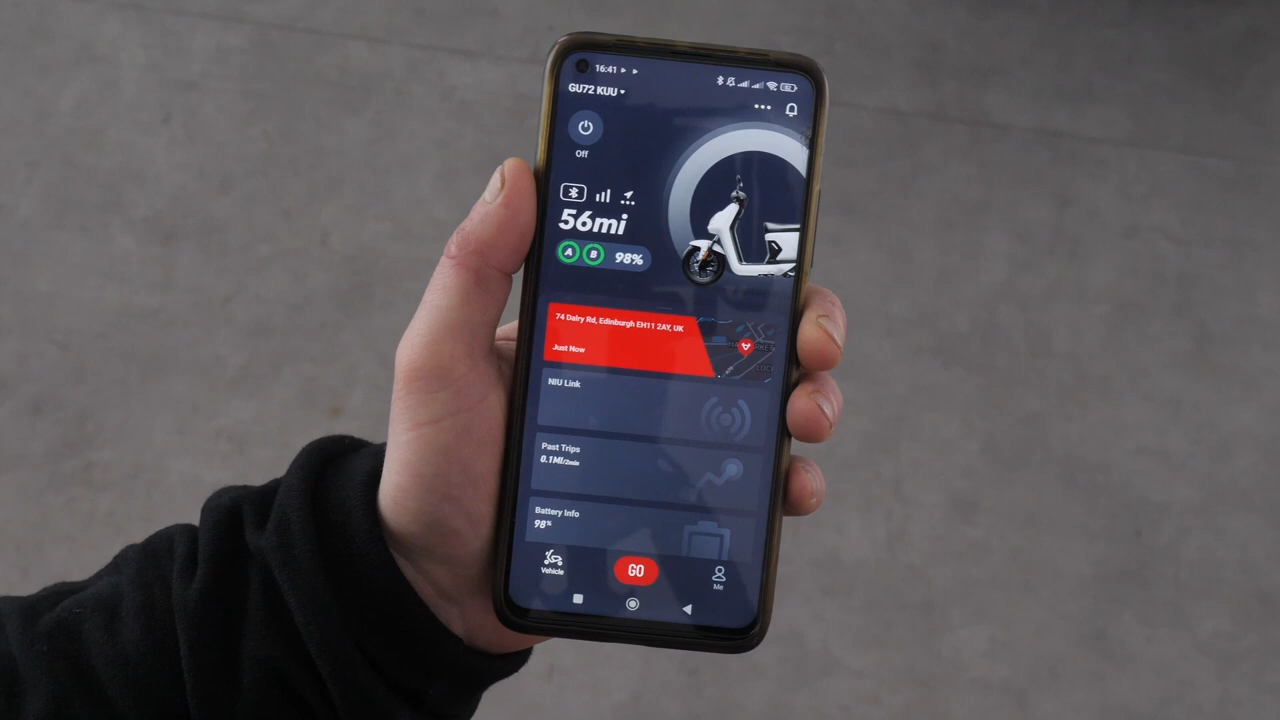 16:41
GU72 KUU
Off
56mi
A B 98%
74 Dalry Rd, Edinburgh EH11 2AY, UK
Just Now
NIU Link
Past Trips
0.1MI/2min
Battery Info
98%
Vehicle
GO
Me